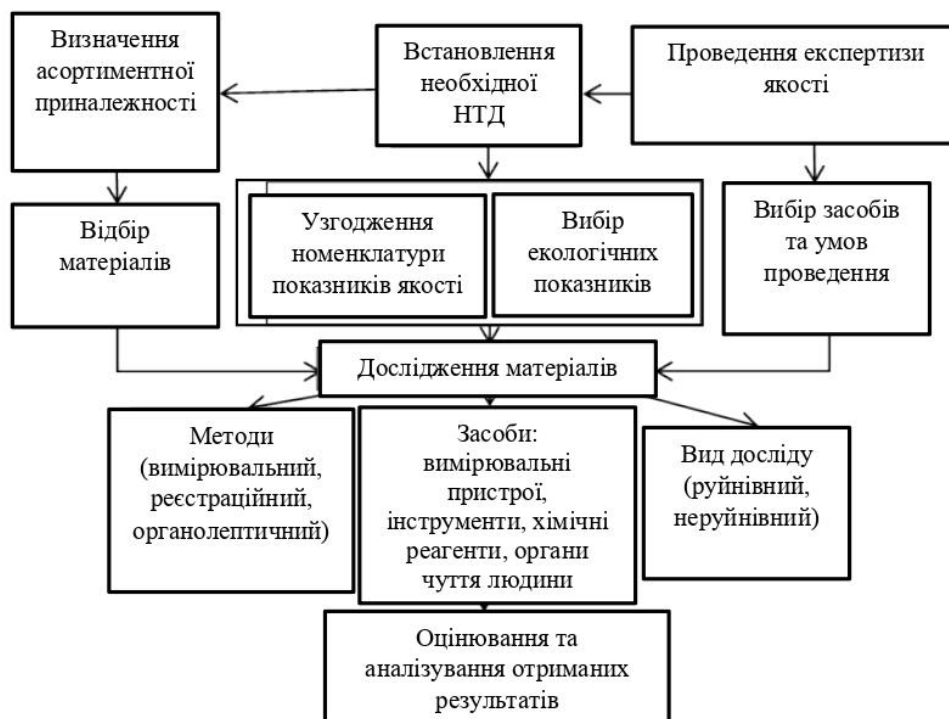 Визначення
асортиментної
приналежності
Встановлення
необхідної
НТД
Проведення експертизи
якості
Відбір
матеріалів
Узгодження
номенклатури
показників якості
Вибір
екологічних
показників
Вибір засобів
та умов
проведення
Дослідження матеріалів
Методи
(вимірювальний,
реєстраційний,
органолептичний)
Засоби:
вимірювальні
пристрої,
інструменти, хімічні
реагенти, органи
чуття людини
Вид досліду
(руйнівний,
неруйнівний)
Оцінювання та
аналізування отриманих
результатів